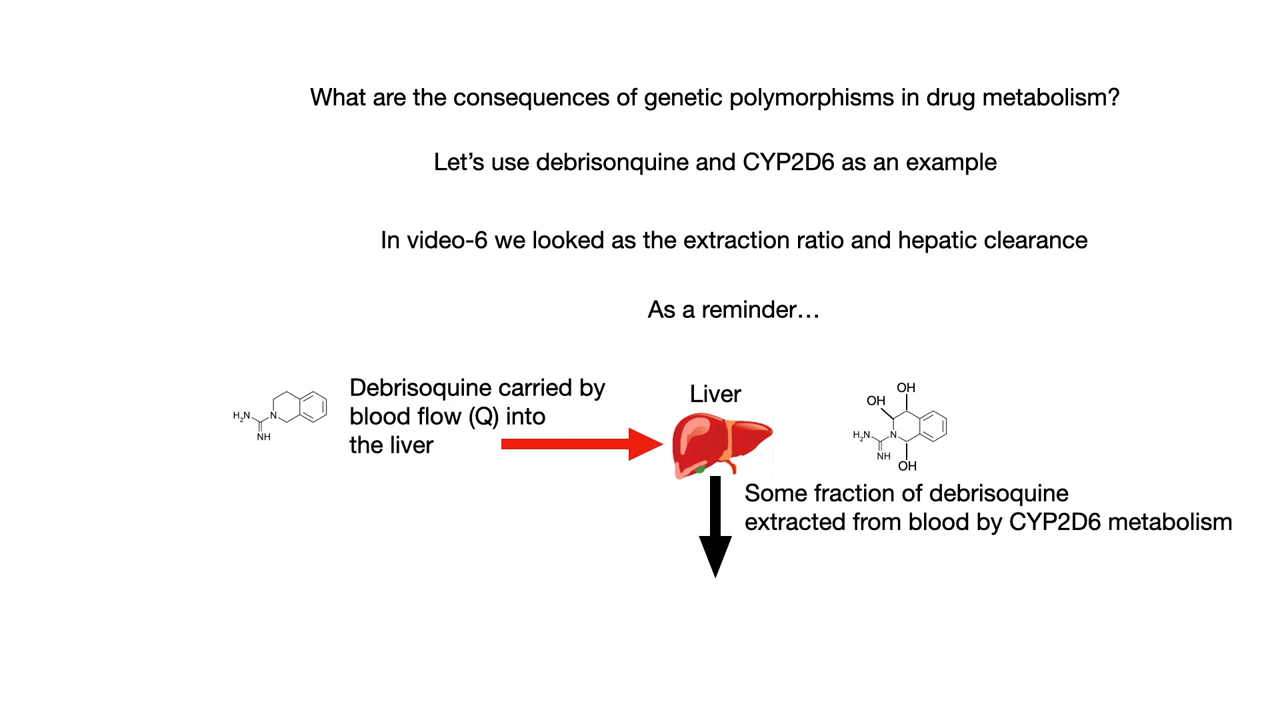 What are the consequences of genetic polymorphisms in drug metabolism?
Let’s use debrisonquine and CYP2D6 as an example
In video-6 we looked as the extraction ratio and hepatic clearance
As a reminder…
Debrisoquine carried by
blood flow (Q) into
the liver
H₂N
N
NH
Liver
OH
OH
H₂N
N
NH
OH
Some fraction of debrisoquine
extracted from blood by CYP2D6 metabolism